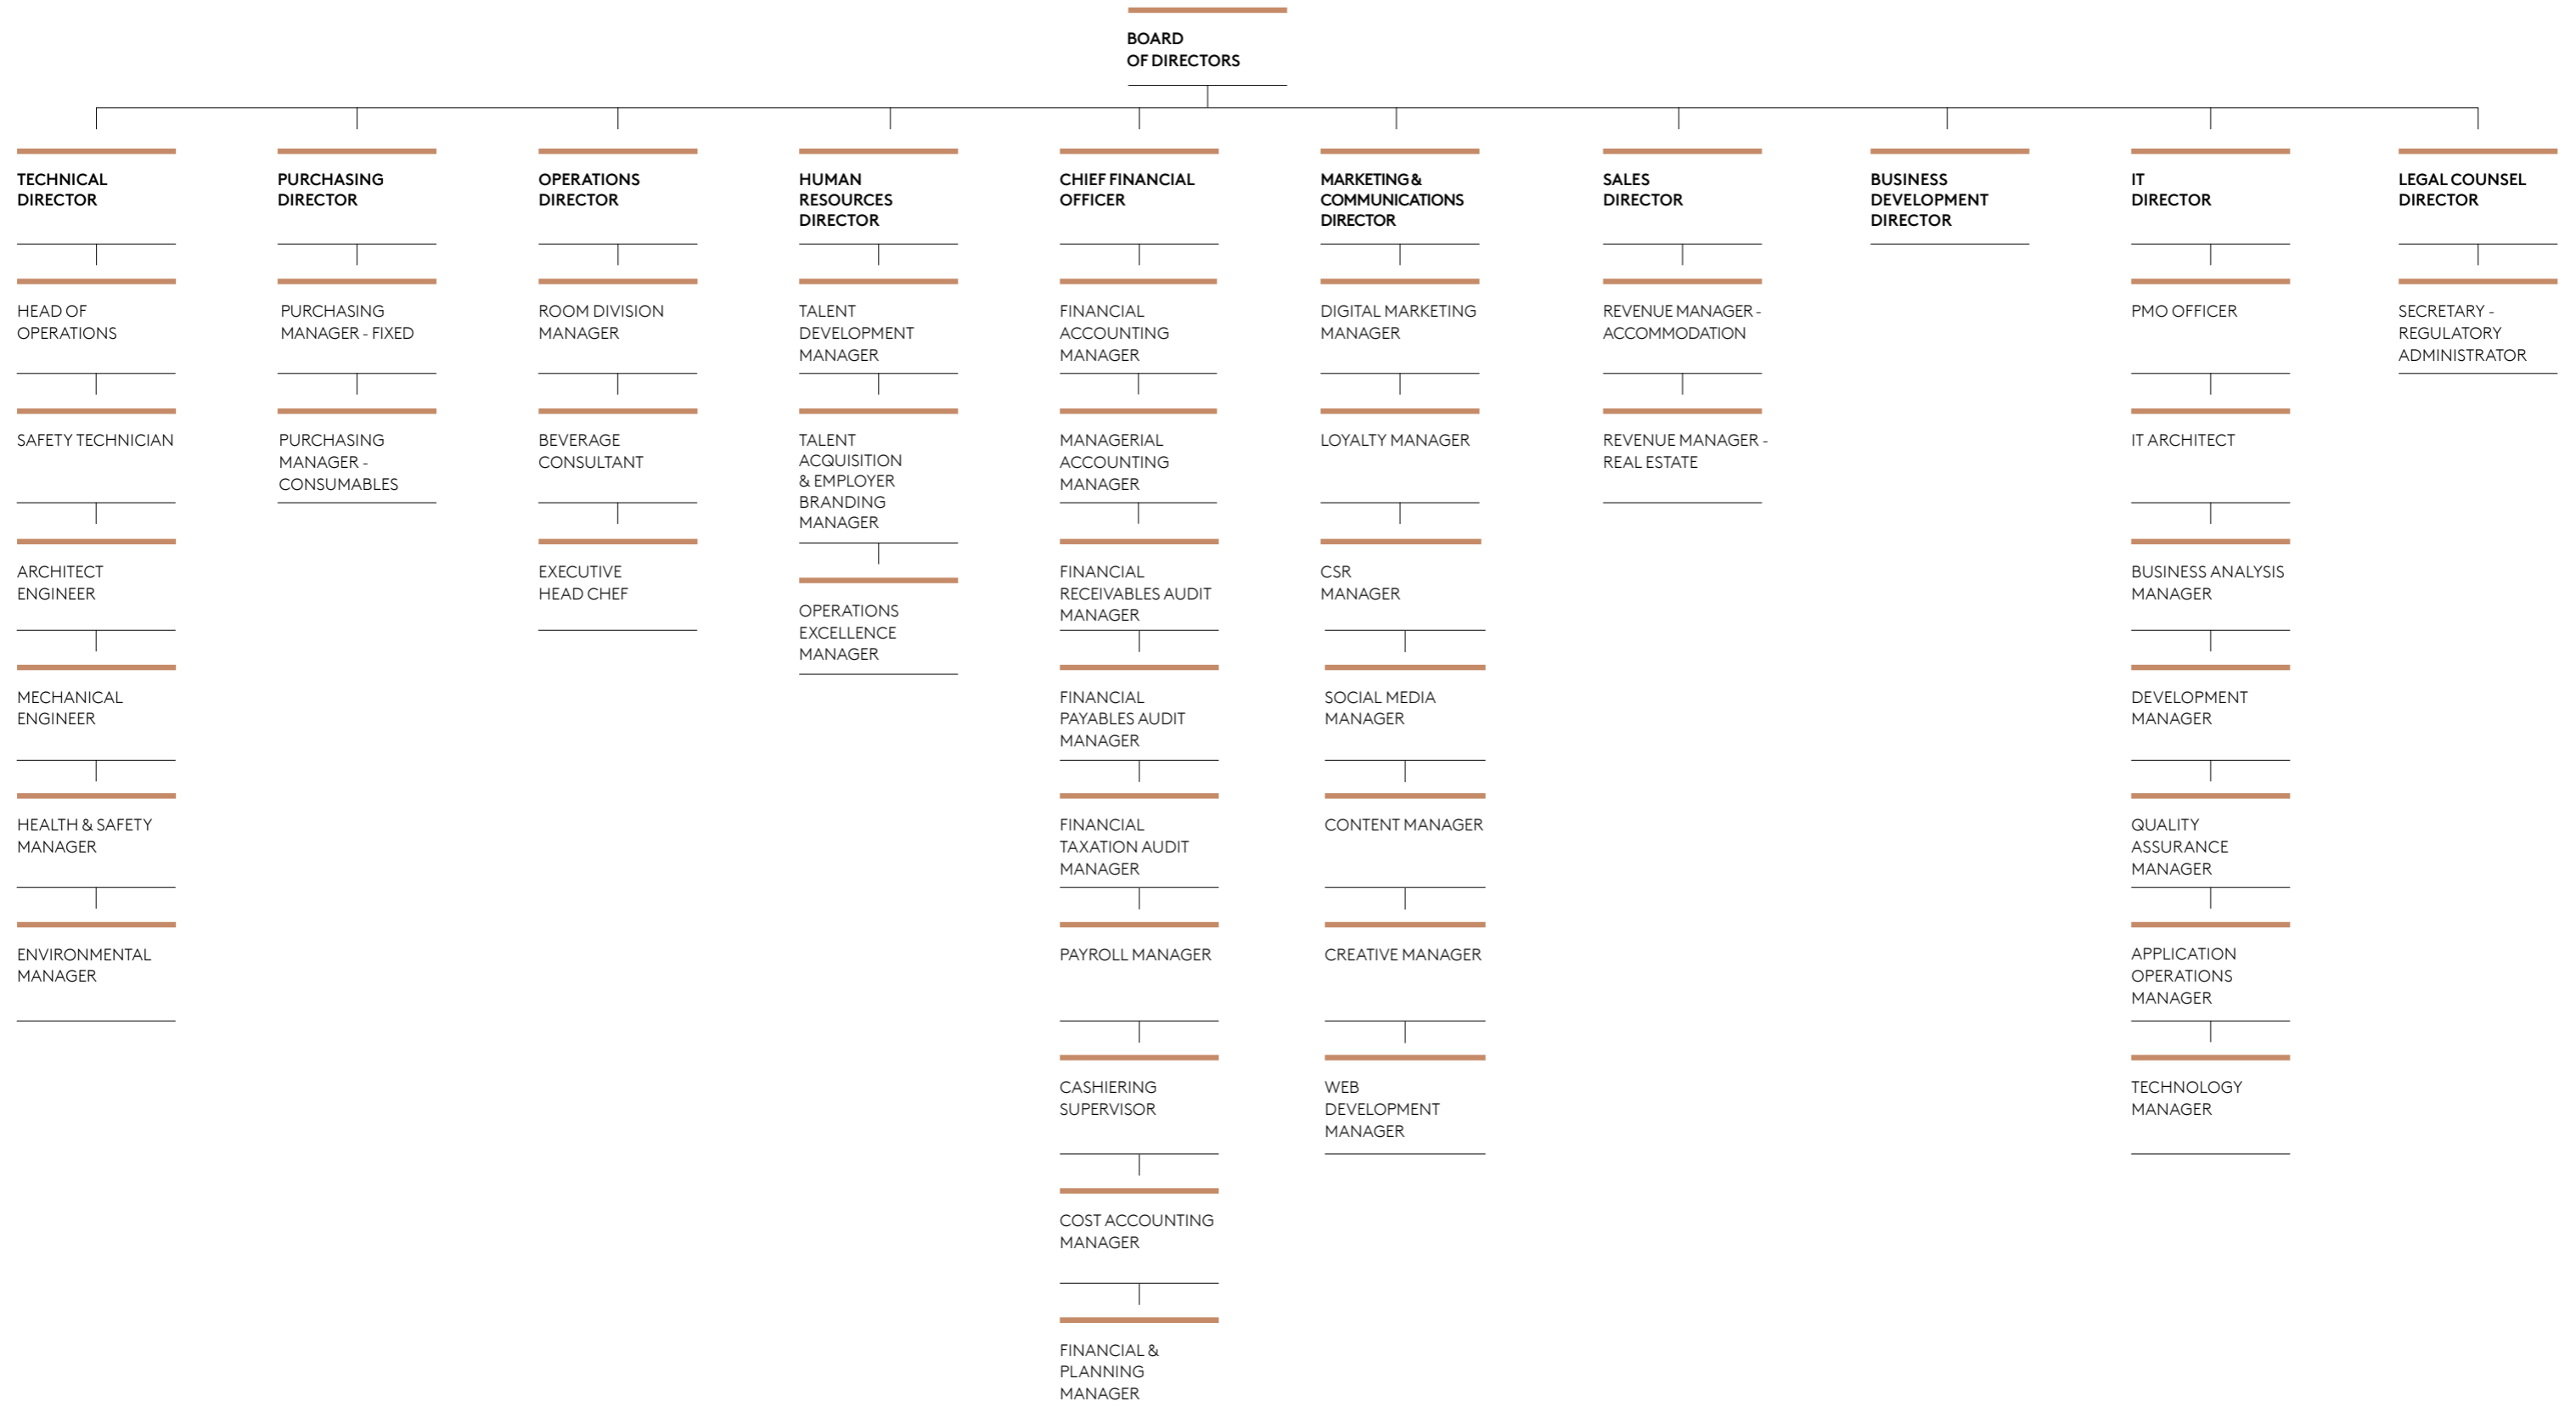 BOARD
OF DIRECTORS
TECHNICAL
DIRECTOR
HEAD OF
OPERATIONS
SAFETY TECHNICIAN
ARCHITECT
ENGINEER
MECHANICAL
ENGINEER
HEALTH & SAFETY
MANAGER
ENVIRONMENTAL
MANAGER
PURCHASING
DIRECTOR
PURCHASING
MANAGER - FIXED
PURCHASING
MANAGER -
CONSUMABLES
OPERATIONS
DIRECTOR
ROOM DIVISION
MANAGER
BEVERAGE
CONSULTANT
EXECUTIVE
HEAD CHEF
HUMAN
RESOURCES
DIRECTOR
TALENT
DEVELOPMENT
MANAGER
TALENT
ACQUISITION
& EMPLOYER
BRANDING
MANAGER
OPERATIONS
EXCELLENCE
MANAGER
CHIEF FINANCIAL
OFFICER
FINANCIAL
ACCOUNTING
MANAGER
MANAGERIAL
ACCOUNTING
MANAGER
FINANCIAL
RECEIVABLES AUDIT
MANAGER
FINANCIAL
PAYABLES AUDIT
MANAGER
FINANCIAL
TAXATION AUDIT
MANAGER
PAYROLL MANAGER
CASHIERING
SUPERVISOR
COST ACCOUNTING
MANAGER
FINANCIAL &
PLANNING
MANAGER
MARKETING &
COMMUNICATIONS
DIRECTOR
DIGITAL MARKETING
MANAGER
LOYALTY MANAGER
CSR
MANAGER
SOCIAL MEDIA
MANAGER
CONTENT MANAGER
CREATIVE MANAGER
WEB
DEVELOPMENT
MANAGER
SALES
DIRECTOR
REVENUE MANAGER -
ACCOMMODATION
REVENUE MANAGER -
REAL ESTATE
BUSINESS
DEVELOPMENT
DIRECTOR
IT
DIRECTOR
PMO OFFICER
IT ARCHITECT
BUSINESS ANALYSIS
MANAGER
DEVELOPMENT
MANAGER
QUALITY
ASSURANCE
MANAGER
APPLICATION
OPERATIONS
MANAGER
TECHNOLOGY
MANAGER
LEGAL COUNSEL
DIRECTOR
SECRETARY -
REGULATORY
ADMINISTRATOR